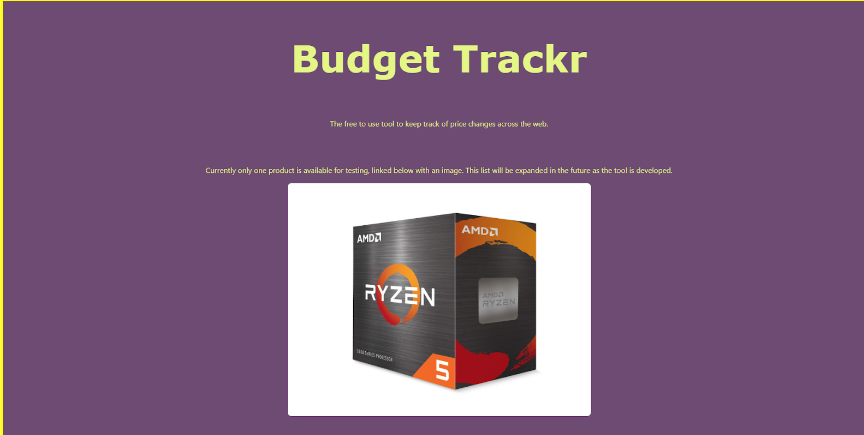 Budget Trackr
The free to use tool to keep track of price changes across the web.
Currently only one product is available for testing, linked below with an image. This list will be expanded in the future as the tool is developed.
AMD
AMD
RYZEN
AMD
RYZEN
5